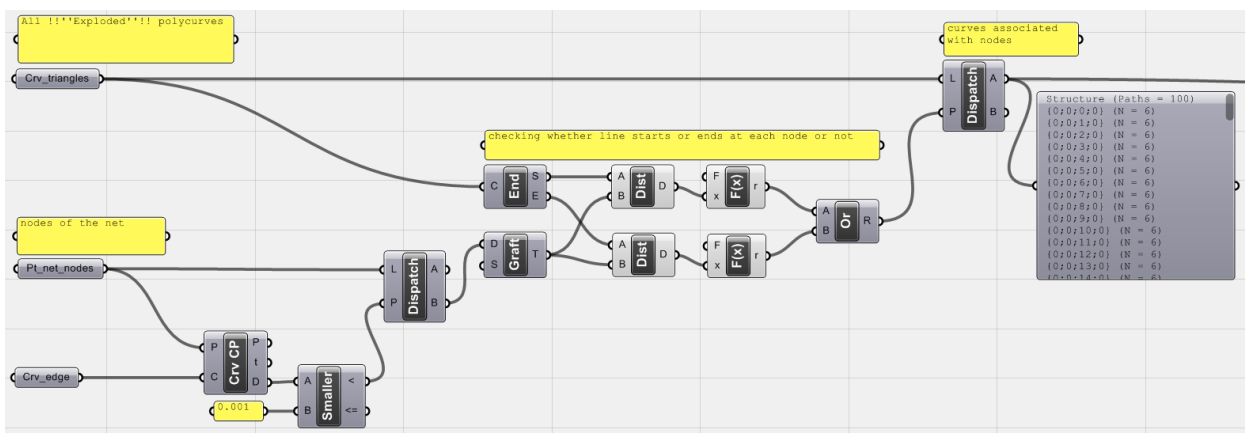 All !!''Exploded''!! polycurves
curves associated
with nodes
Crv_triangles
L
A
P
B
Dispatch
Structure (Paths = 100)
{0;0;0;0} (N = 6)
{0;0;1;0} (N = 6)
{0;0;2;0} (N = 6)
{0;0;3;0} (N = 6)
{0;0;4;0} (N = 6)
{0;0;5;0} (N = 6)
{0;0;6;0} (N = 6)
{0;0;7;0} (N = 6)
{0;0;8;0} (N = 6)
{0;0;9;0} (N = 6)
{0;0;10;0} (N = 6)
{0;0;11;0} (N = 6)
{0;0;12;0} (N = 6)
{0;0;13;0} (N = 6)
{0;0;14;0} (N = 6)
checking whether line starts or ends at each node or not
C
End
S
E
A
B
Dist
D
F
x
F(x)
r
A
B
Or
R
nodes of the net
Pt_net_nodes
L
P
Dispatch
A
B
D
S
Graft
T
A
B
Dist
D
F
x
F(x)
r
P
C
Crv CP
P
t
D
Crv_edge
0.001
A
B
Smaller
<
<=